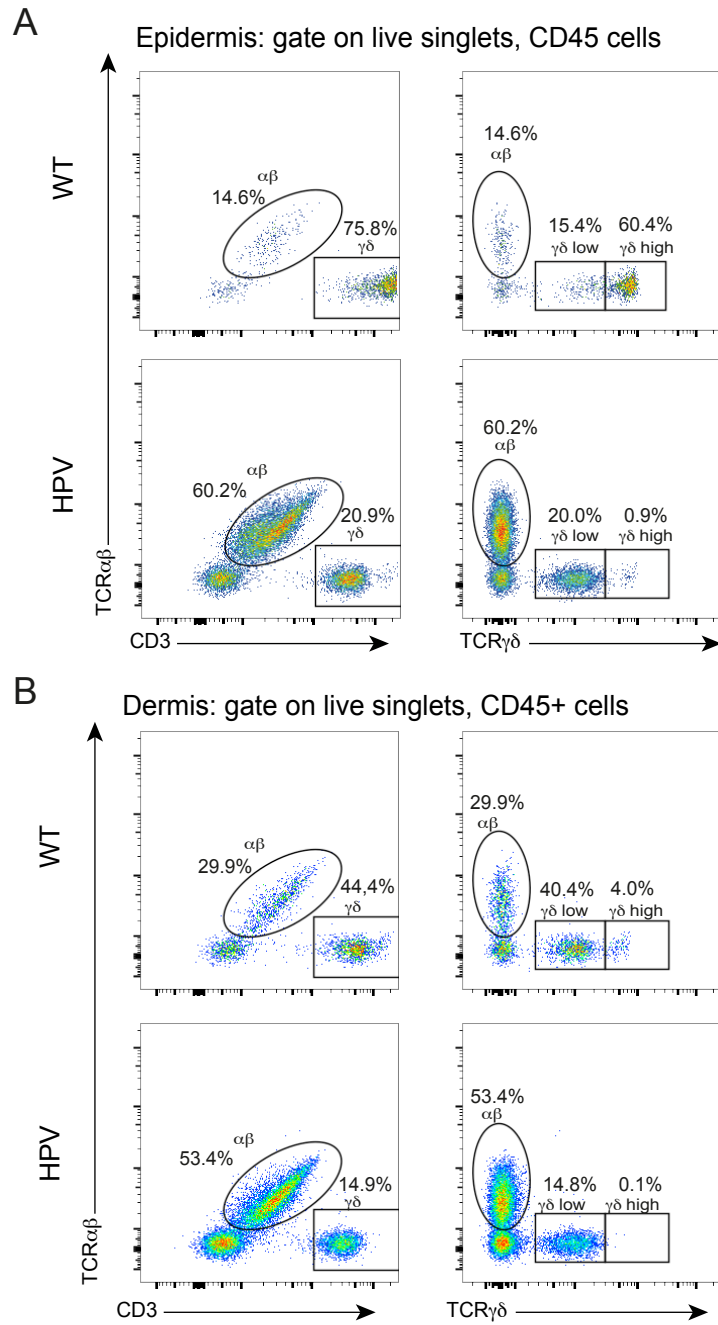 A
Epidermis: gate on live singlets, CD45 cells
WT
αβ
14.6%
75.8%
γδ
14.6%
αβ
15.4%
γδ low
60.4%
γδ high
HPV
αβ
60.2%
20.9%
γδ
60.2%
αβ
20.0%
γδ low
0.9%
γδ high
TCRαβ
CD3
TCRγδ
B
Dermis: gate on live singlets, CD45+ cells
WT
αβ
29.9%
44,4%
γδ
29.9%
αβ
40.4%
γδ low
4.0%
γδ high
HPV
αβ
53.4%
14.9%
γδ
53.4%
αβ
14.8%
γδ low
0.1%
γδ high
TCRαβ
CD3
TCRγδ